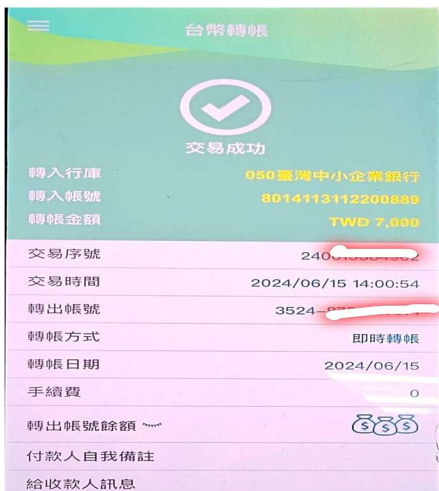 台幣轉帳
交易成功
轉入行庫 050臺灣中小企業銀行
轉入帳號 8014113112200889
轉帳金額 TWD 7,000
交易序號
交易時間 2024/06/15 14:00:54
轉出帳號 3524-
轉帳方式 即時轉帳
轉帳日期 2024/06/15
手續費 0
轉出帳號餘額
付款人自我備註
給收款人訊息